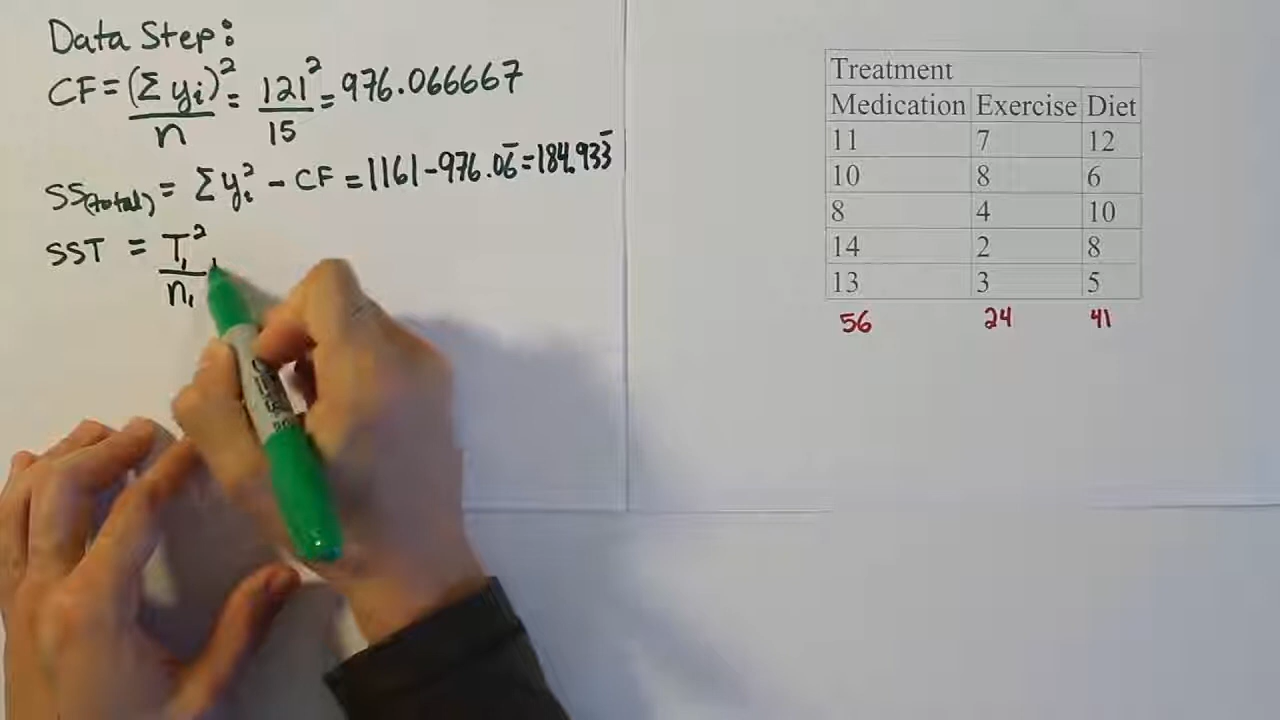 Data Step:
CF = (Σ yi)² / n = 121² / 15 = 976.066667
SS(total) = Σ yi² - CF = 1161 - 976.06̅ = 184.933̅
SST = T₁² / n₁
Treatment
Medication Exercise Diet
11 7 12
10 8 6
8 4 10
14 2 8
13 3 5
56 24 41